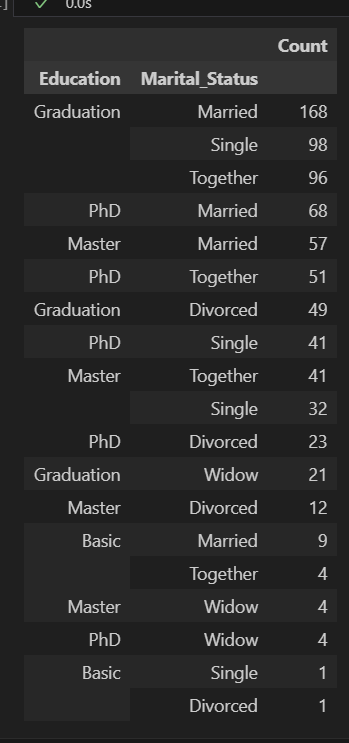 ] ✓ 0.0s
Count
Education Marital_Status
Graduation Married 168
Single 98
Together 96
PhD Married 68
Master Married 57
PhD Together 51
Graduation Divorced 49
PhD Single 41
Master Together 41
Single 32
PhD Divorced 23
Graduation Widow 21
Master Divorced 12
Basic Married 9
Together 4
Master Widow 4
PhD Widow 4
Basic Single 1
Divorced 1